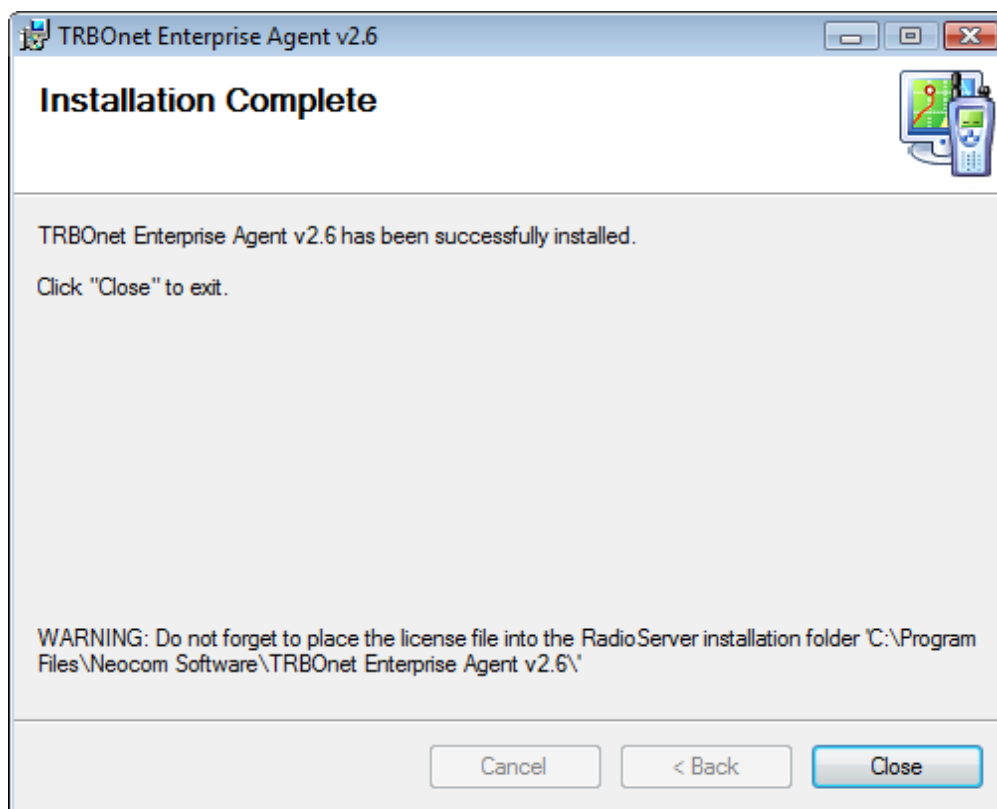 TRBOnet Enterprise Agent v2.6
Installation Complete
TRBOnet Enterprise Agent v2.6 has been successfully installed.
Click "Close" to exit.
WARNING: Do not forget to place the license file into the RadioServer installation folder 'C:\Program
Files\Neocom Software\TRBOnet Enterprise Agent v2.6\'
Cancel
< Back
Close